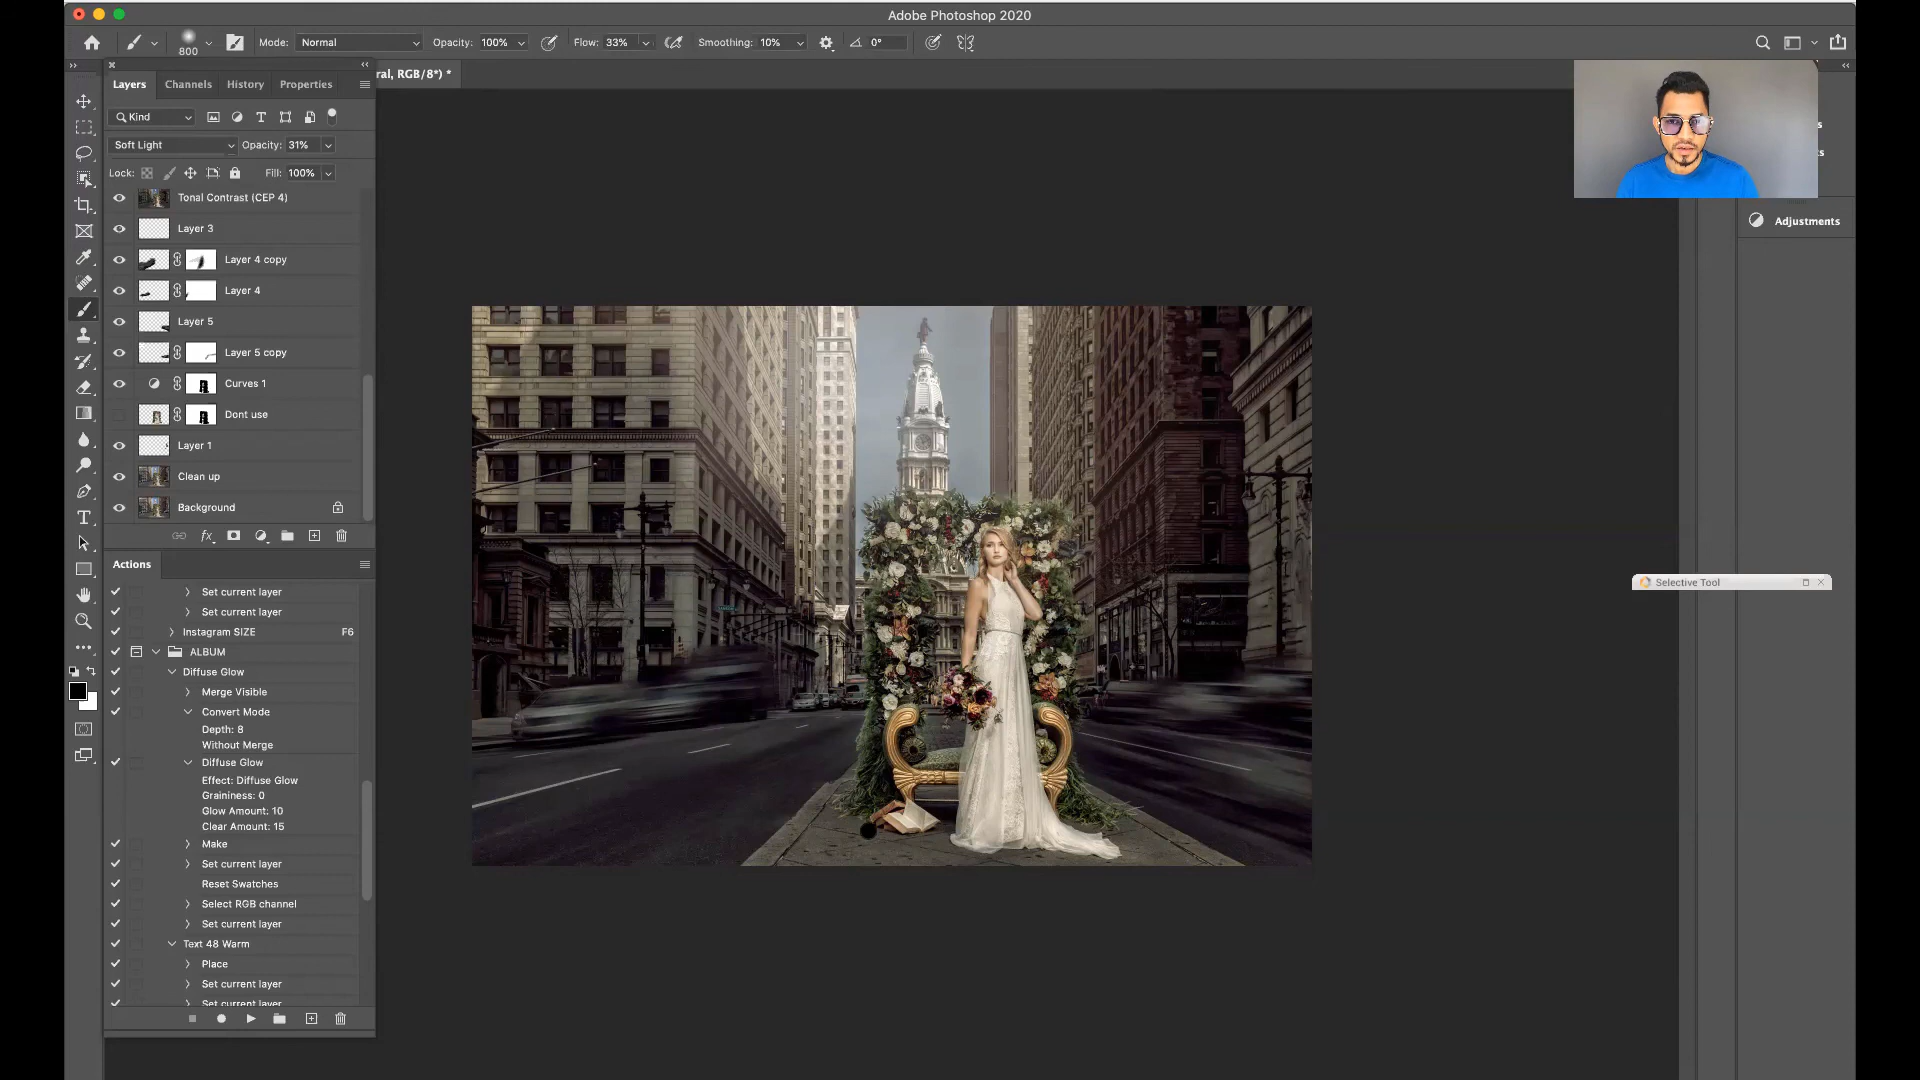 Adobe Photoshop 2020
800
Mode: Normal
Opacity: 100%
Flow: 33%
Smoothing: 10%
0°
ral, RGB/8*) *
Layers Channels History Properties
Kind
Soft Light Opacity: 31%
Lock: Fill: 100%
Tonal Contrast (CEP 4)
Layer 3
Layer 4 copy
Layer 4
Layer 5
Layer 5 copy
Curves 1
Dont use
Layer 1
Clean up
Background
fx
Actions
Set current layer
Set current layer
Instagram SIZE F6
ALBUM
Diffuse Glow
Merge Visible
Convert Mode
Depth: 8
Without Merge
Diffuse Glow
Effect: Diffuse Glow
Graininess: 0
Glow Amount: 10
Clear Amount: 15
Make
Set current layer
Reset Swatches
Select RGB channel
Set current layer
Text 48 Warm
Place
Set current layer
Set current layer
Adjustments
Selective Tool